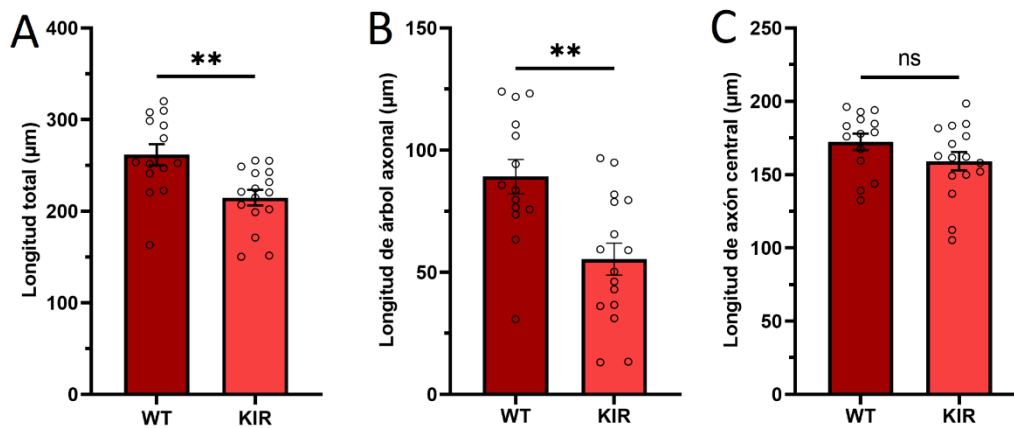 A
Longitud total (µm)
400
300
200
100
0
**
WT
KIR
B
Longitud de árbol axonal (µm)
150
100
50
0
**
WT
KIR
C
Longitud de axón central (µm)
250
200
150
100
50
0
ns
WT
KIR